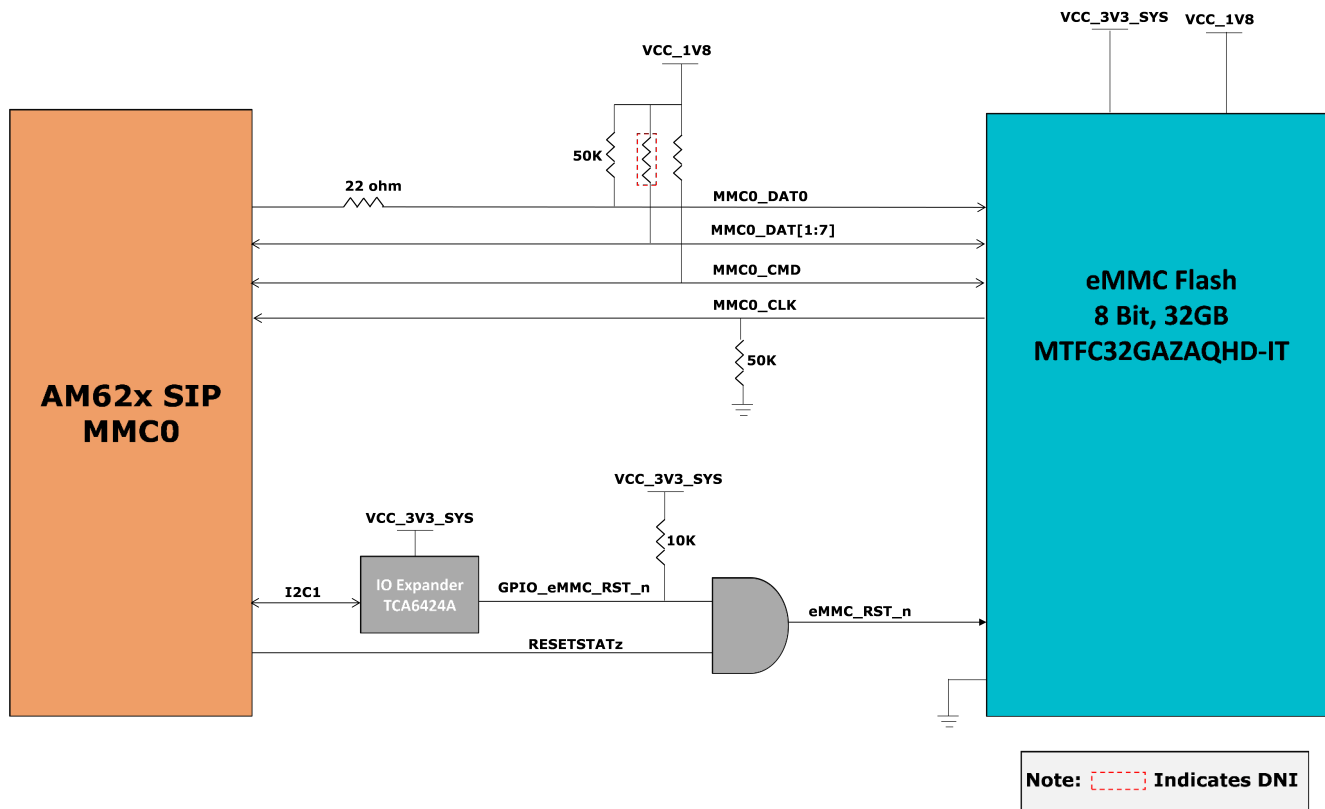 VCC_3V3_SYS
VCC_1V8
VCC_1V8
50K
22 ohm
MMC0_DAT0
MMC0_DAT[1:7]
MMC0_CMD
MMC0_CLK
50K
AM62x SIP
MMC0
eMMC Flash
8 Bit, 32GB
MTFC32GAZAQHD-IT
VCC_3V3_SYS
10K
VCC_3V3_SYS
I2C1
IO Expander
TCA6424A
GPIO_eMMC_RST_n
eMMC_RST_n
RESETSTATz
Note: Indicates DNI